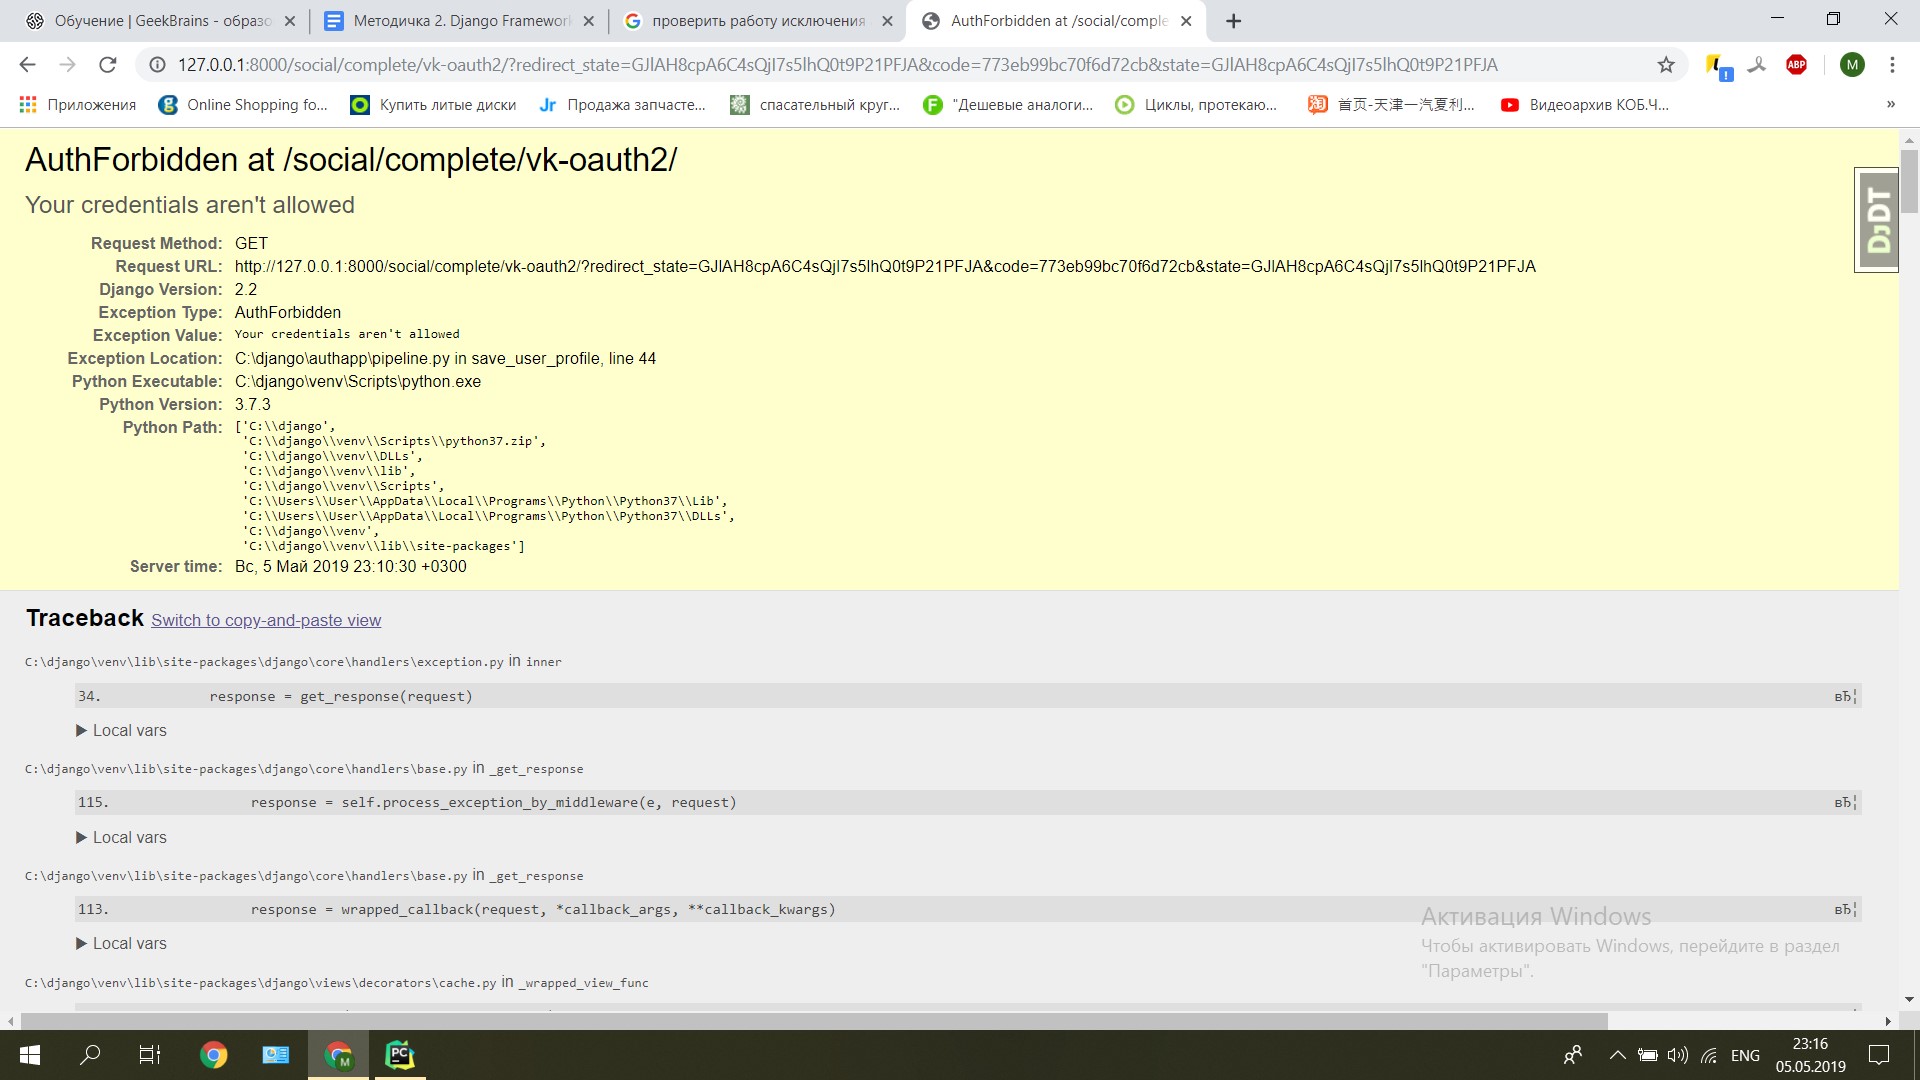 Обучение | GeekBrains - образо
Методичка 2. Django Framework
проверить работу исключения
AuthForbidden at /social/comple
127.0.0.1:8000/social/complete/vk-oauth2/?redirect_state=GJlAH8cpA6C4sQjI7s5lhQ0t9P21PFJA&code=773eb99bc70f6d72cb&state=GJlAH8cpA6C4sQjI7s5lhQ0t9P21PFJA
ABP
M
Приложения
Online Shopping fo...
Купить литые диски
Jr Продажа запчасте...
спасательный круг...
"Дешевые аналоги...
Циклы, протекаю...
首页-天津一汽夏利...
Видеоархив КОБ.Ч...
»
AuthForbidden at /social/complete/vk-oauth2/
Your credentials aren't allowed
Request Method: GET
Request URL: http://127.0.0.1:8000/social/complete/vk-oauth2/?redirect_state=GJlAH8cpA6C4sQjI7s5lhQ0t9P21PFJA&code=773eb99bc70f6d72cb&state=GJlAH8cpA6C4sQjI7s5lhQ0t9P21PFJA
Django Version: 2.2
Exception Type: AuthForbidden
Exception Value: Your credentials aren't allowed
Exception Location: C:\django\authapp\pipeline.py in save_user_profile, line 44
Python Executable: C:\django\venv\Scripts\python.exe
Python Version: 3.7.3
Python Path: ['C:\\django',
'C:\\django\\venv\\Scripts\\python37.zip',
'C:\\django\\venv\\DLLs',
'C:\\django\\venv\\lib',
'C:\\django\\venv\\Scripts',
'C:\\Users\\User\\AppData\\Local\\Programs\\Python\\Python37\\Lib',
'C:\\Users\\User\\AppData\\Local\\Programs\\Python\\Python37\\DLLs',
'C:\\django\\venv',
'C:\\django\\venv\\lib\\site-packages']
Server time: Вс, 5 Май 2019 23:10:30 +0300
DJDT
Traceback Switch to copy-and-paste view
C:\django\venv\lib\site-packages\django\core\handlers\exception.py in inner
34. response = get_response(request) вЂ¦
▶ Local vars
C:\django\venv\lib\site-packages\django\core\handlers\base.py in _get_response
115. response = self.process_exception_by_middleware(e, request) вЂ¦
▶ Local vars
C:\django\venv\lib\site-packages\django\core\handlers\base.py in _get_response
113. response = wrapped_callback(request, *callback_args, **callback_kwargs) вЂ¦
▶ Local vars
C:\django\venv\lib\site-packages\django\views\decorators\cache.py in _wrapped_view_func
Активация Windows
Чтобы активировать Windows, перейдите в раздел
"Параметры".
M
PC
ENG
23:16
05.05.2019